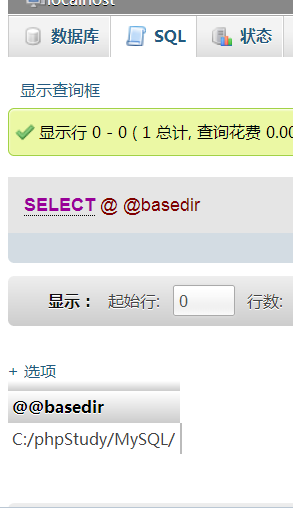 localhost
数据库 SQL 状态
显示查询框
显示行 0 - 0 ( 1 总计, 查询花费 0.00
SELECT @ @basedir
显示： 起始行: 0 行数:
+ 选项
@@basedir
C:/phpStudy/MySQL/